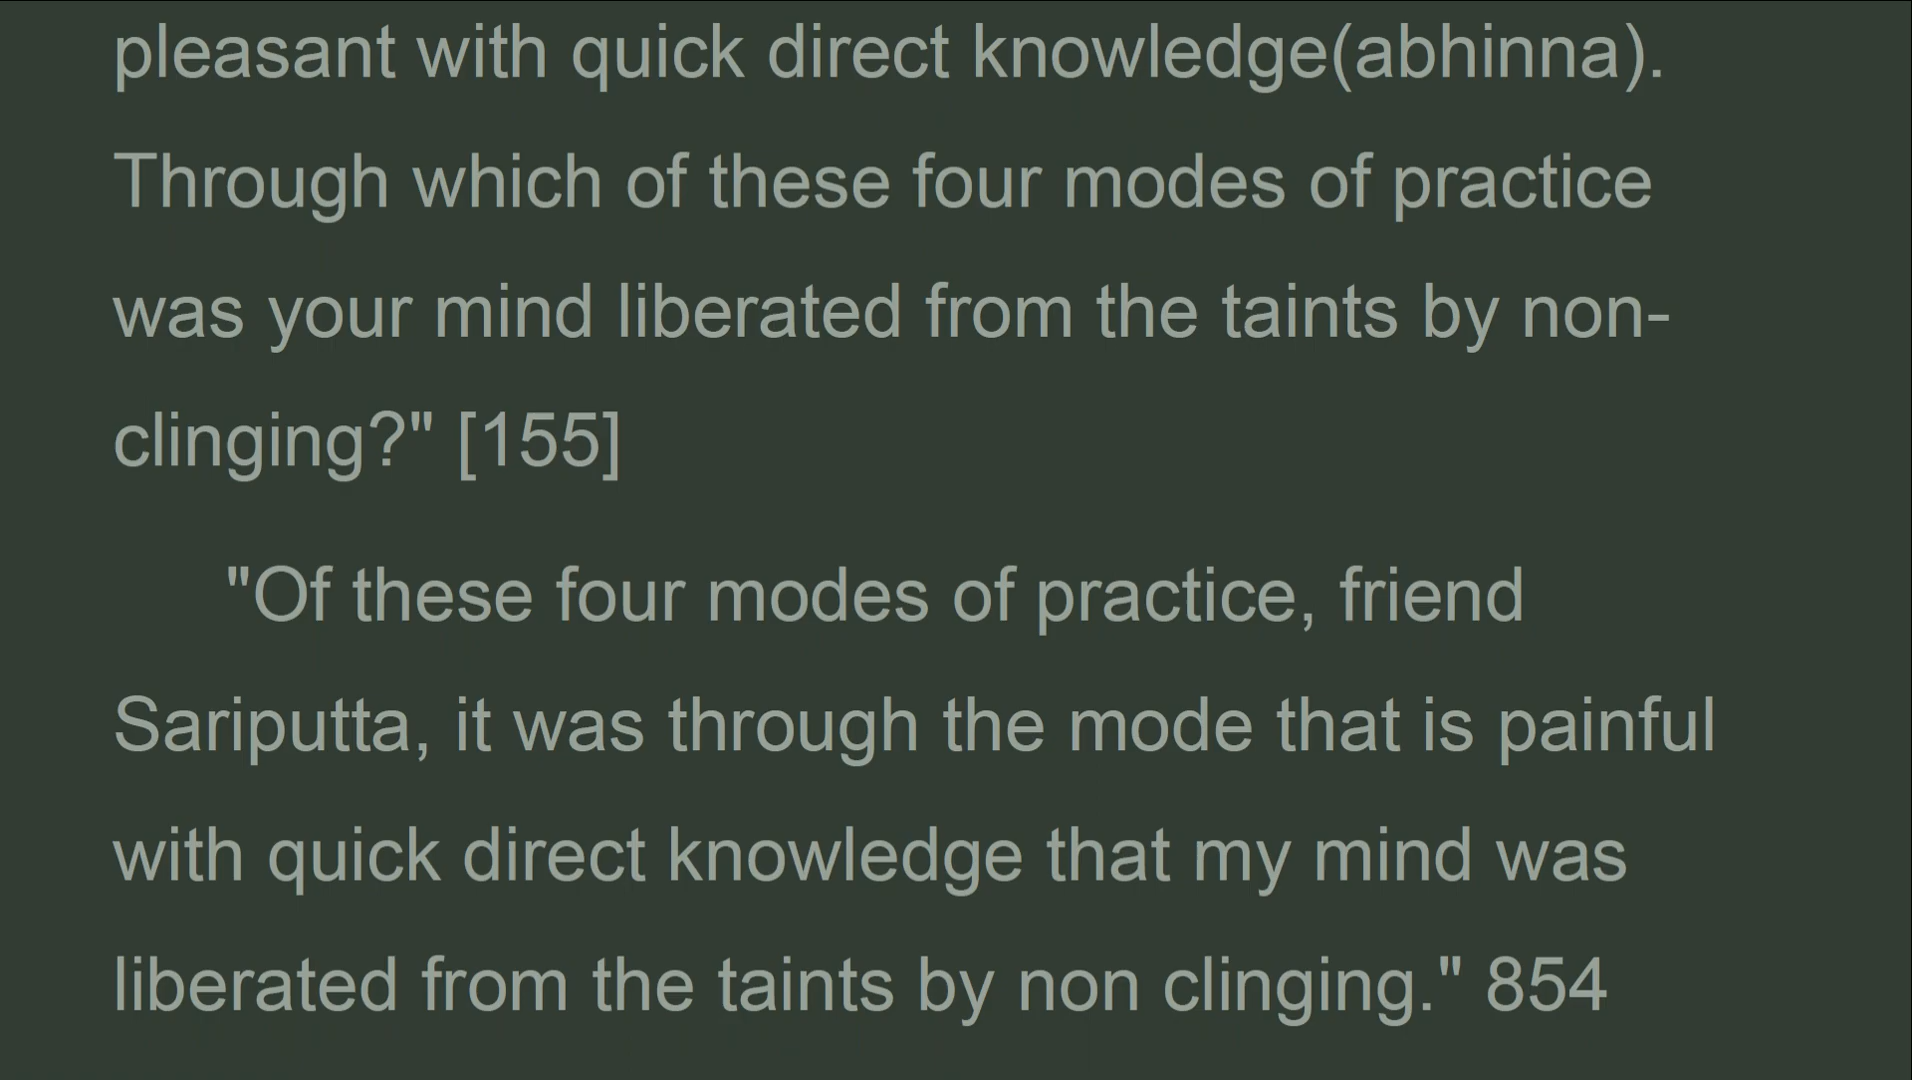 pleasant with quick direct knowledge(abhinna).
Through which of these four modes of practice
was your mind liberated from the taints by non-
clinging?" [155]
"Of these four modes of practice, friend
Sariputta, it was through the mode that is painful
with quick direct knowledge that my mind was
liberated from the taints by non clinging." 854